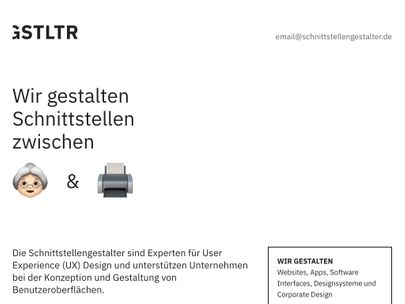 GSTLTR
email@schnittstellengestalter.de
Wir gestalten
Schnittstellen
zwischen
&
Die Schnittstellengestalter sind Experten für User
Experience (UX) Design und unterstützen Unternehmen
bei der Konzeption und Gestaltung von
Benutzeroberflächen.
WIR GESTALTEN
Websites, Apps, Software
Interfaces, Designsysteme und
Corporate Design